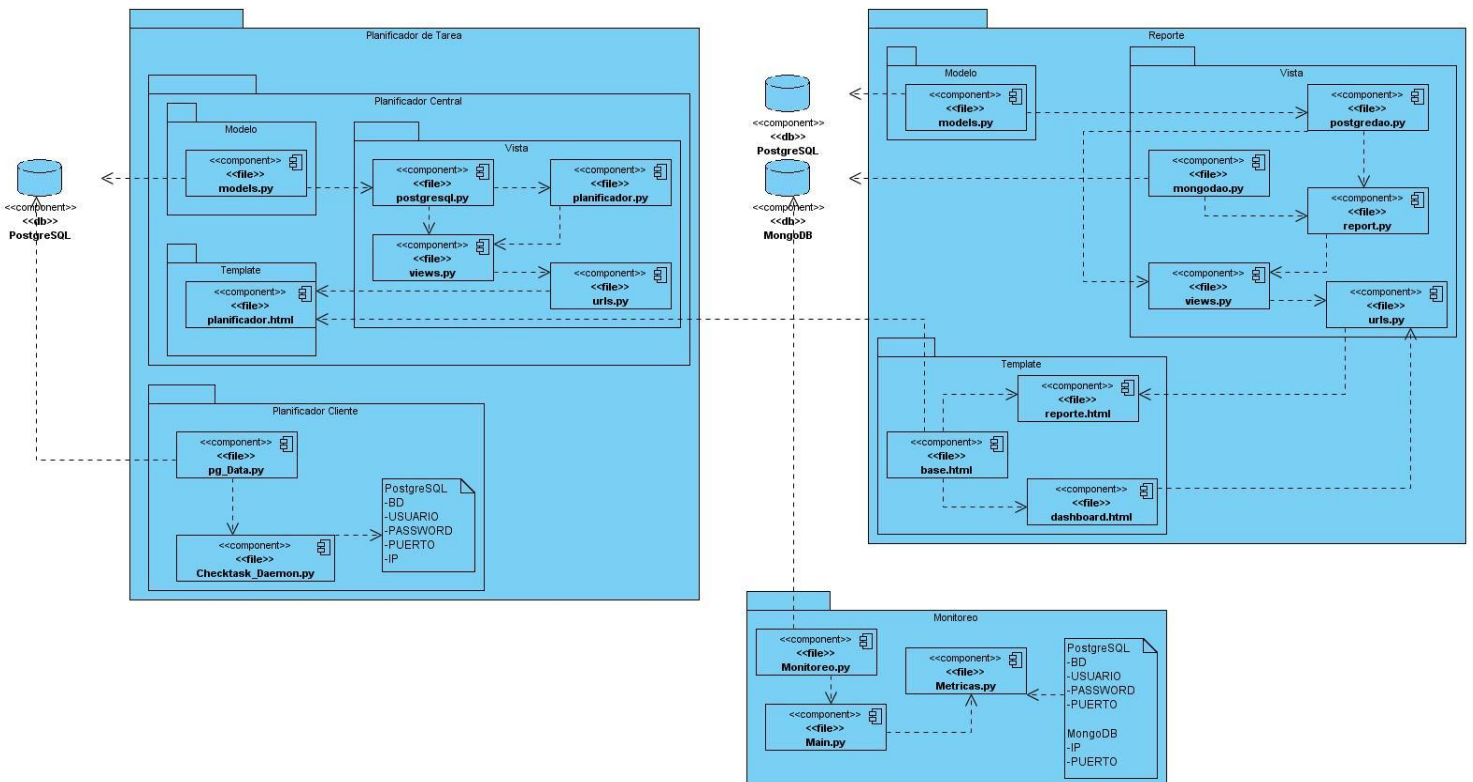 Planificador de Tarea
Planificador Central
Modelo
<<component>>
<<file>>
models.py
Vista
<<component>>
<<file>>
postgresql.py
<<component>>
<<file>>
planificador.py
<<component>>
<<file>>
views.py
<<component>>
<<file>>
urls.py
Template
<<component>>
<<file>>
planificador.html
<<component>>
<<db>>
PostgreSQL
Planificador Cliente
<<component>>
<<file>>
pg_Data.py
<<component>>
<<file>>
Checktask_Daemon.py
PostgreSQL
-BD
-USUARIO
-PASSWORD
-PUERTO
-IP
<<component>>
<<db>>
PostgreSQL
<<component>>
<<db>>
MongoDB
Reporte
Modelo
<<component>>
<<file>>
models.py
Vista
<<component>>
<<file>>
postgredao.py
<<component>>
<<file>>
mongodao.py
<<component>>
<<file>>
report.py
<<component>>
<<file>>
views.py
<<component>>
<<file>>
urls.py
Template
<<component>>
<<file>>
reporte.html
<<component>>
<<file>>
base.html
<<component>>
<<file>>
dashboard.html
Monitoreo
<<component>>
<<file>>
Monitoreo.py
<<component>>
<<file>>
Metricas.py
<<component>>
<<file>>
Main.py
PostgreSQL
-BD
-USUARIO
-PASSWORD
-PUERTO
MongoDB
-IP
-PUERTO